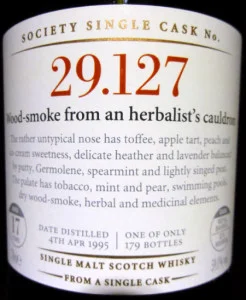 SOCIETY SINGLE CASK No.
29.127
Wood-smoke from an herbalist's cauldron
The rather untypical nose has toffee, apple tart, peach and
cream sweetness, delicate heather and lavender balanced
by putty, Germolene, spearmint and lightly singed
The palate has tobacco, mint and pear, swimming pools,
dry wood-smoke, herbal and medicinal elements.
17
DATE DISTILLED
4TH APR 1995
ONE OF ONLY
179 BOTTLES
SINGLE MALT SCOTCH WHISKY
FROM A SINGLE CASK